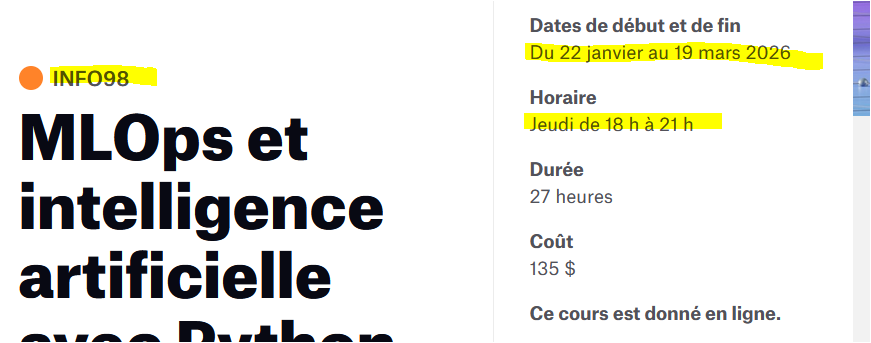 INFO98
MLOps et
intelligence
artificielle
avec Python
Dates de début et de fin
Du 22 janvier au 19 mars 2026
Horaire
Jeudi de 18 h à 21 h
Durée
27 heures
Coût
135 $
Ce cours est donné en ligne.